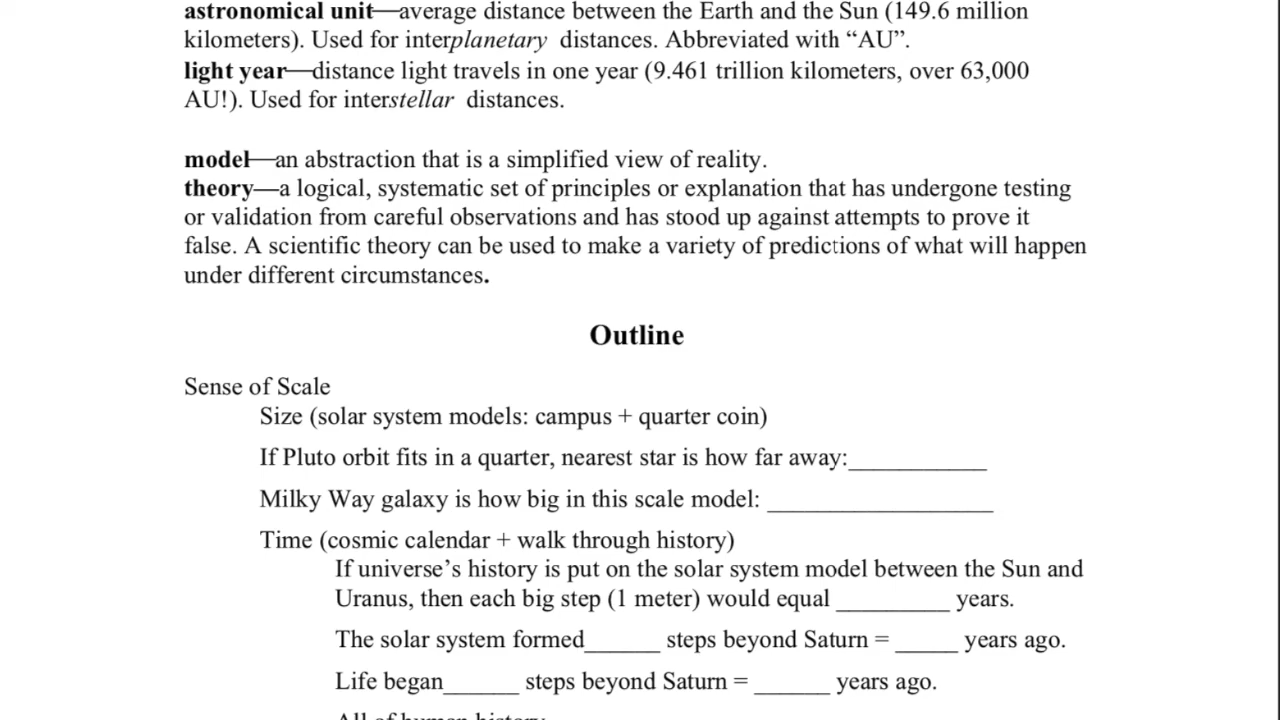 astronomical unit—average distance between the Earth and the Sun (149.6 million
kilometers). Used for interplanetary distances. Abbreviated with “AU”.
light year—distance light travels in one year (9.461 trillion kilometers, over 63,000
AU!). Used for interstellar distances.
model—an abstraction that is a simplified view of reality.
theory—a logical, systematic set of principles or explanation that has undergone testing
or validation from careful observations and has stood up against attempts to prove it
false. A scientific theory can be used to make a variety of predictions of what will happen
under different circumstances.
Outline
Sense of Scale
Size (solar system models: campus + quarter coin)
If Pluto orbit fits in a quarter, nearest star is how far away:___________
Milky Way galaxy is how big in this scale model: __________________
Time (cosmic calendar + walk through history)
If universe’s history is put on the solar system model between the Sun and
Uranus, then each big step (1 meter) would equal _________ years.
The solar system formed______ steps beyond Saturn = _____ years ago.
Life began______ steps beyond Saturn = ______ years ago.
All of human history